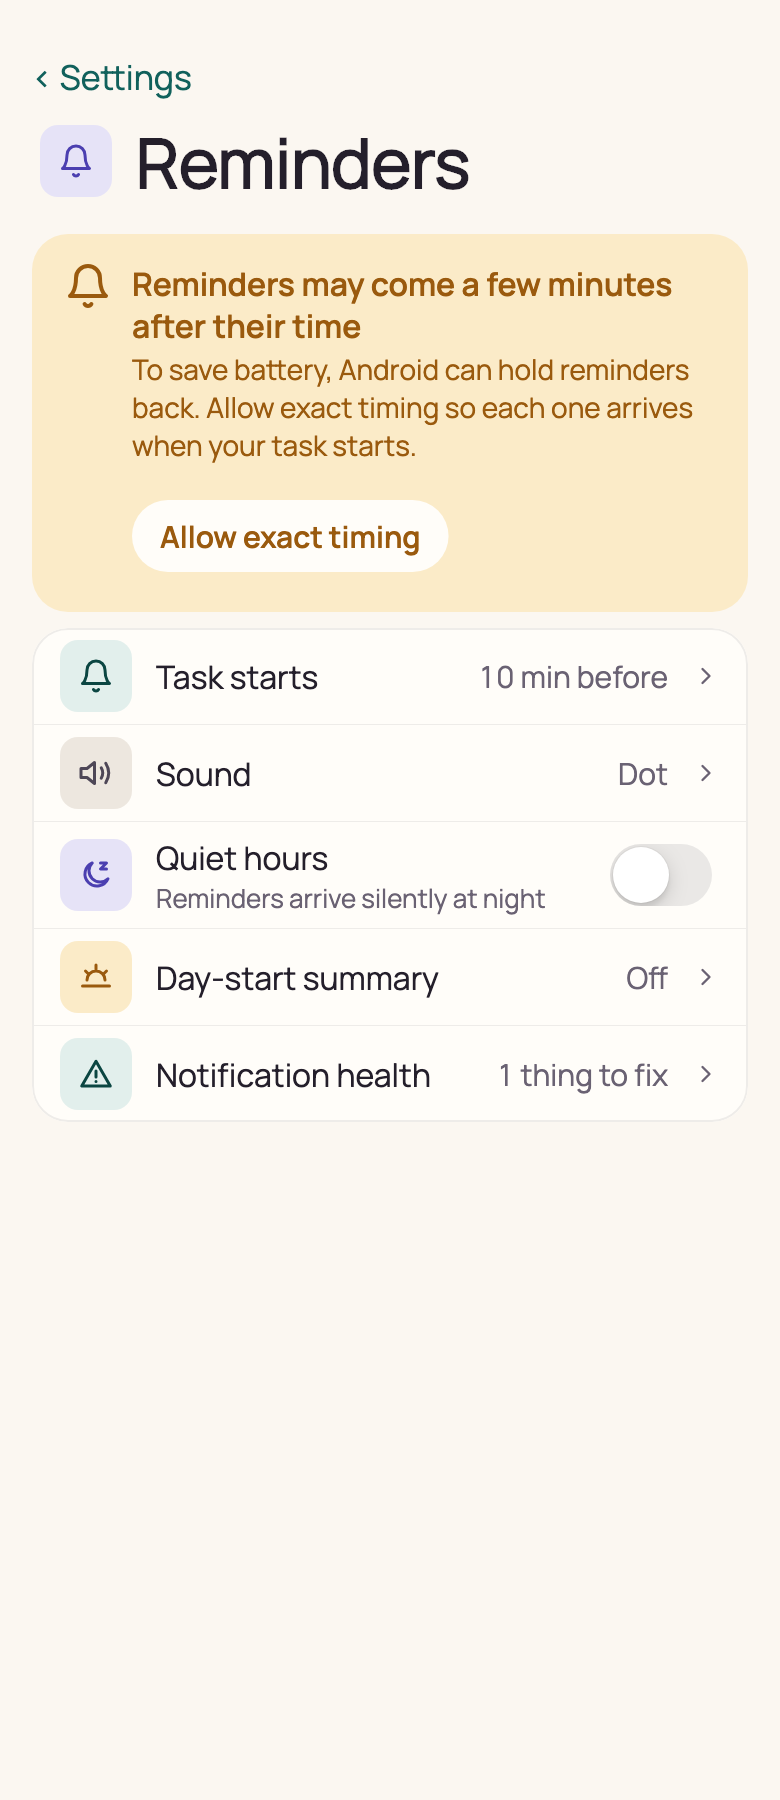 Settings
Reminders
Reminders may come a few minutes
after their time
To save battery, Android can hold reminders
back. Allow exact timing so each one arrives
when your task starts.
Allow exact timing
Task starts 10 min before
Sound Dot
Quiet hours
Reminders arrive silently at night
Day-start summary Off
Notification health 1 thing to fix